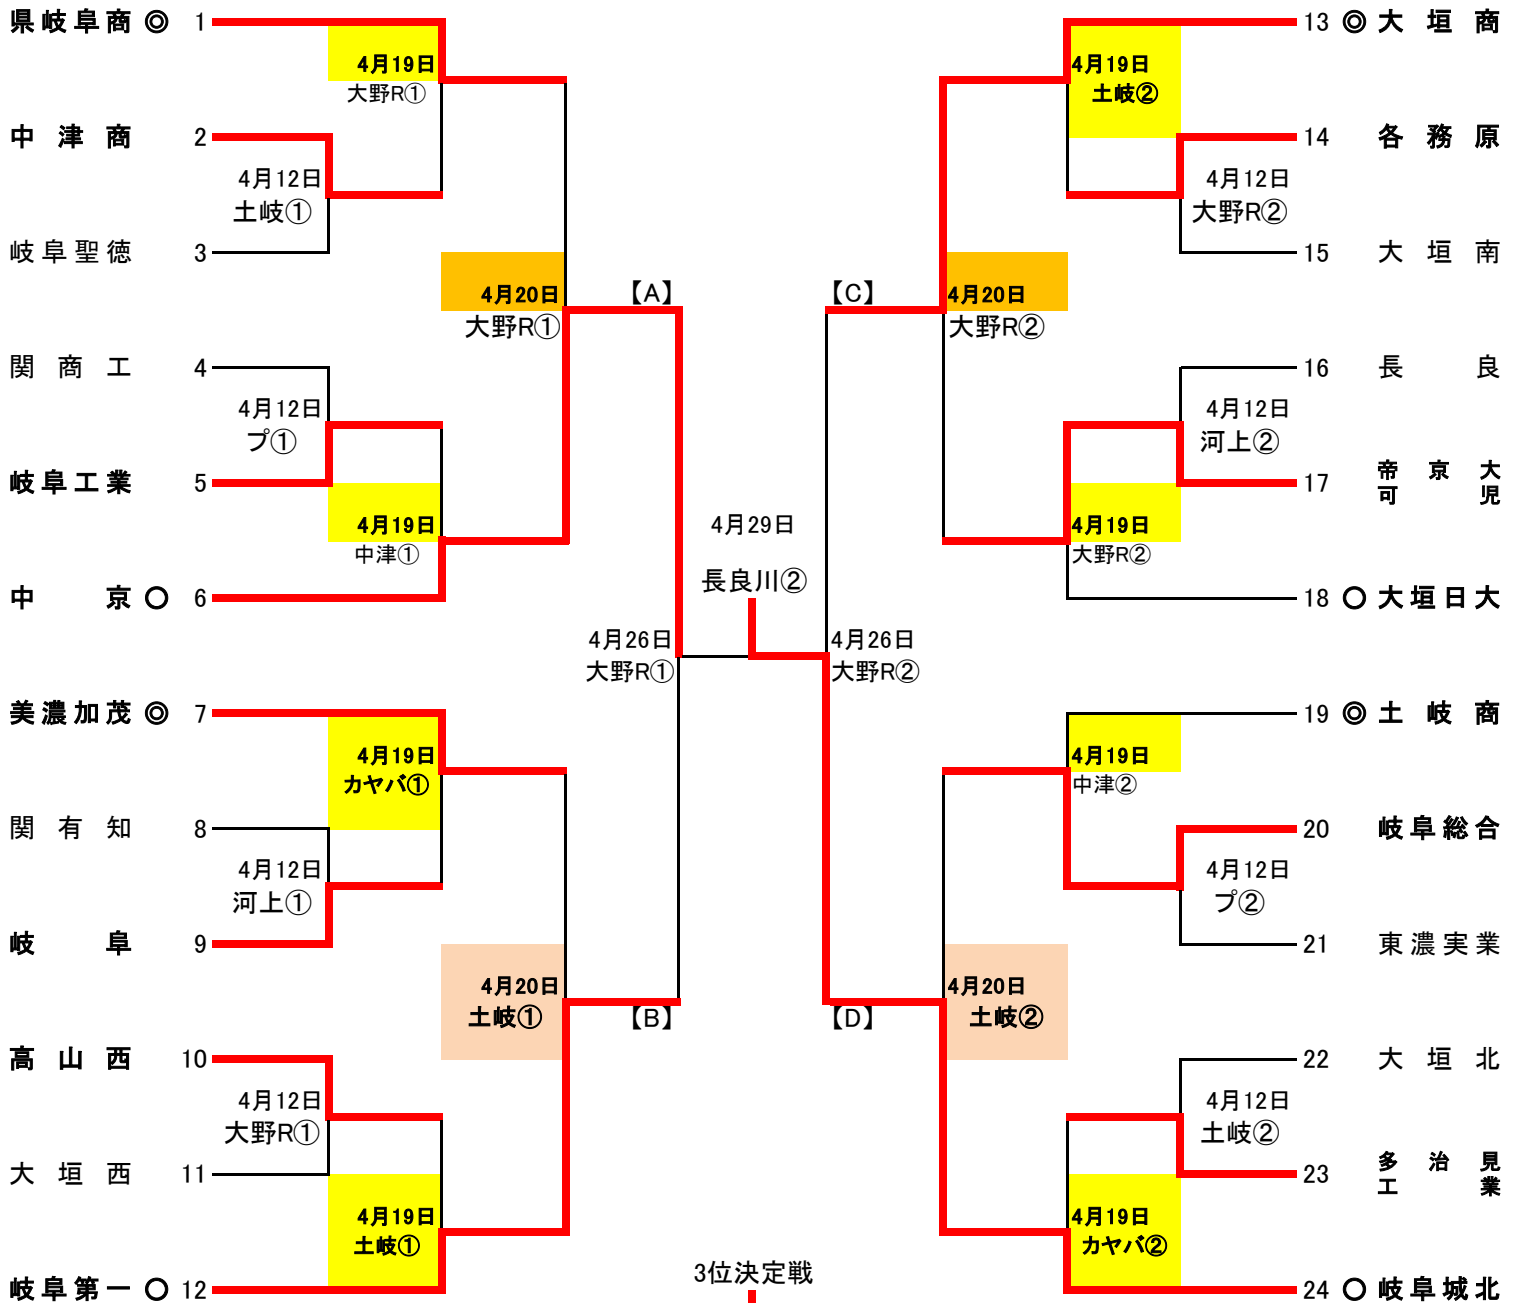 県岐阜商 ◎ 1
4月19日
大野R①
中津商 2
4月12日
土岐①
岐阜聖徳 3
4月20日
大野R①
【A】
関商工 4
4月12日
プ①
岐阜工業 5
4月19日
中津①
中京 ○ 6
4月26日
大野R①
美濃加茂 ◎ 7
4月19日
カヤバ①
関有知 8
4月12日
河上①
岐阜 9
4月20日
土岐①
【B】
高山西 10
4月12日
大野R①
大垣西 11
4月19日
土岐①
岐阜第一 ○ 12
4月29日
長良川②
3位決定戦
13 ◎ 大垣商
4月19日
土岐②
14 各務原
4月12日
大野R②
15 大垣南
【C】
4月20日
大野R②
16 長良
4月12日
河上②
17 帝京大
可児
4月19日
大野R②
18 ○ 大垣日大
4月26日
大野R②
19 ◎ 土岐商
4月19日
中津②
20 岐阜総合
4月12日
プ②
21 東濃実業
【D】
4月20日
土岐②
22 大垣北
4月12日
土岐②
23 多治見
工業
4月19日
カヤバ②
24 ○ 岐阜城北